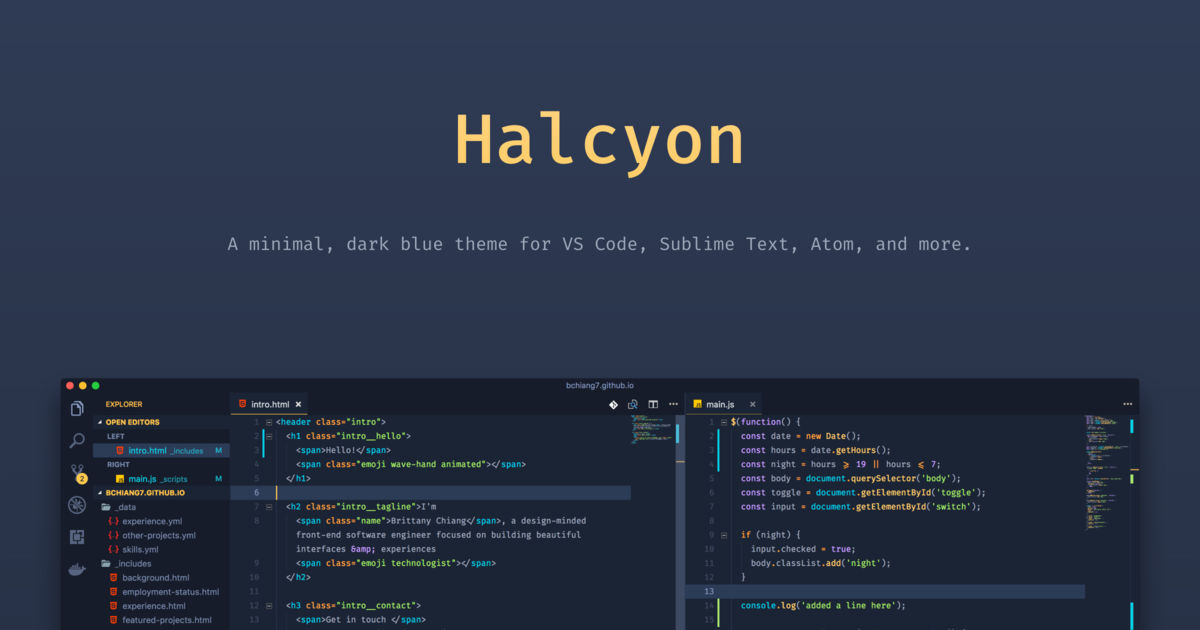 Halcyon
A minimal, dark blue theme for VS Code, Sublime Text, Atom, and more.
bchiang7.github.io
EXPLORER
OPEN EDITORS
LEFT
intro.html _includes M
RIGHT
main.js _scripts M
2
BCHIANG7.GITHUB.IO
_data
{..} experience.yml
{..} other-projects.yml
{..} skills.yml
_includes
background.html
employment-status.html
experience.html
featured-projects.html
intro.html ×
1 <header class="intro">
2 <h1 class="intro__hello">
3 <span>Hello!</span>
4 <span class="emoji wave-hand animated"></span>
5 </h1>
6
7 <h2 class="intro__tagline">I'm
8 <span class="name">Brittany Chiang</span>, a design-minded
front-end software engineer focused on building beautiful
interfaces &amp; experiences
9 <span class="emoji technologist"></span>
10 </h2>
11
12 <h3 class="intro__contact">
13 <span>Get in touch </span>
JS main.js ×
1 $(function() {
2 const date = new Date();
3 const hours = date.getHours();
4 const night = hours ⩾ 19 || hours ⩽ 7;
5 const body = document.querySelector('body');
6 const toggle = document.getElementById('toggle');
7 const input = document.getElementById('switch');
8
9 if (night) {
10 input.checked = true;
11 body.classList.add('night');
12 }
13
14 console.log('added a line here');
15